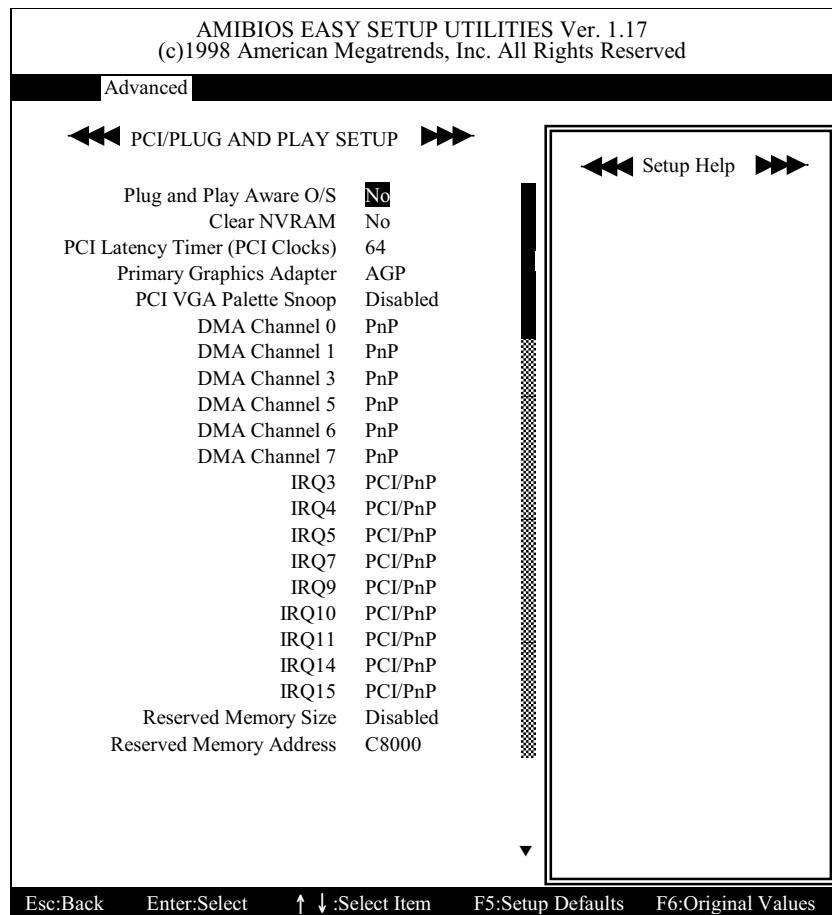 AMIBIOS EASY SETUP UTILITIES Ver. 1.17
(c)1998 American Megatrends, Inc. All Rights Reserved
Advanced
PCI/PLUG AND PLAY SETUP
Setup Help
Plug and Play Aware O/S No
Clear NVRAM No
PCI Latency Timer (PCI Clocks) 64
Primary Graphics Adapter AGP
PCI VGA Palette Snoop Disabled
DMA Channel 0 PnP
DMA Channel 1 PnP
DMA Channel 3 PnP
DMA Channel 5 PnP
DMA Channel 6 PnP
DMA Channel 7 PnP
IRQ3 PCI/PnP
IRQ4 PCI/PnP
IRQ5 PCI/PnP
IRQ7 PCI/PnP
IRQ9 PCI/PnP
IRQ10 PCI/PnP
IRQ11 PCI/PnP
IRQ14 PCI/PnP
IRQ15 PCI/PnP
Reserved Memory Size Disabled
Reserved Memory Address C8000
Esc:Back Enter:Select ↑ ↓ :Select Item F5:Setup Defaults F6:Original Values